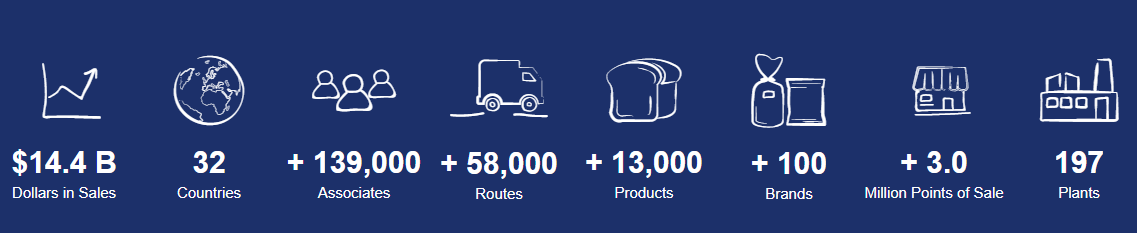 $14.4 B
Dollars in Sales
32
Countries
+ 139,000
Associates
+ 58,000
Routes
+ 13,000
Products
+ 100
Brands
+ 3.0
Million Points of Sale
197
Plants